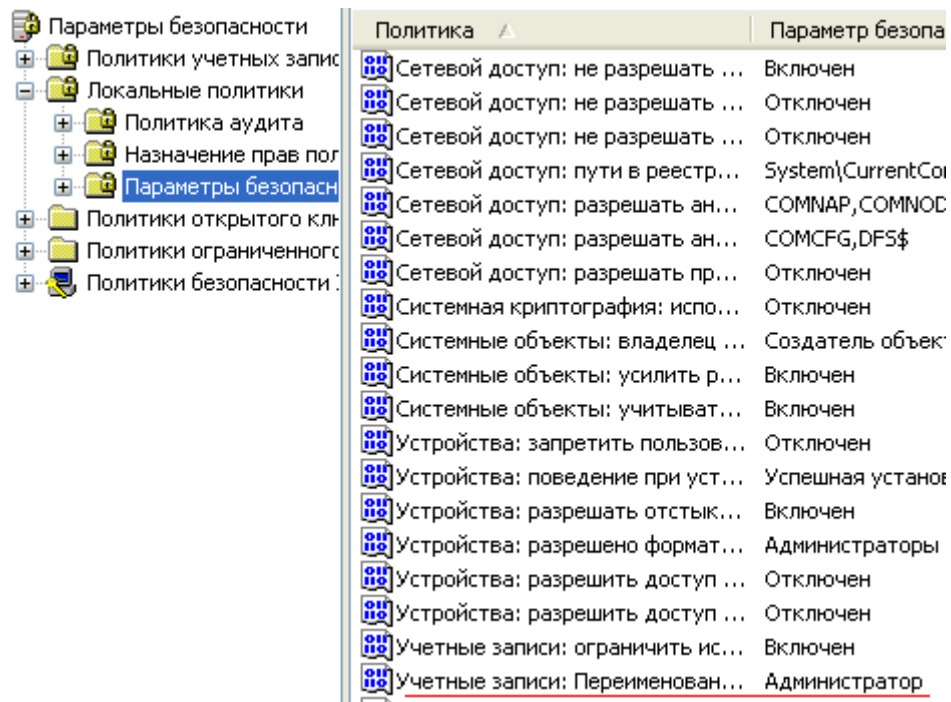 Параметры безопасности
Политики учетных запис
Локальные политики
Политика аудита
Назначение прав пол
Параметры безопасн
Политики открытого клн
Политики ограниченного
Политики безопасности
Политика Параметр безопа
Сетевой доступ: не разрешать ... Включен
Сетевой доступ: не разрешать ... Отключен
Сетевой доступ: не разрешать ... Отключен
Сетевой доступ: пути в реестр... System\CurrentCor
Сетевой доступ: разрешать ан... COMNAP,COMNOD
Сетевой доступ: разрешать ан... COMCFG,DFS$
Сетевой доступ: разрешать пр... Отключен
Системная криптография: испо... Отключен
Системные объекты: владелец ... Создатель объект
Системные объекты: усилить р... Включен
Системные объекты: учитыват... Включен
Устройства: запретить пользов... Отключен
Устройства: поведение при уст... Успешная установ
Устройства: разрешать отстык... Включен
Устройства: разрешено формат... Администраторы
Устройства: разрешить доступ ... Отключен
Устройства: разрешить доступ ... Отключен
Учетные записи: ограничить ис... Включен
Учетные записи: Переименован... Администратор